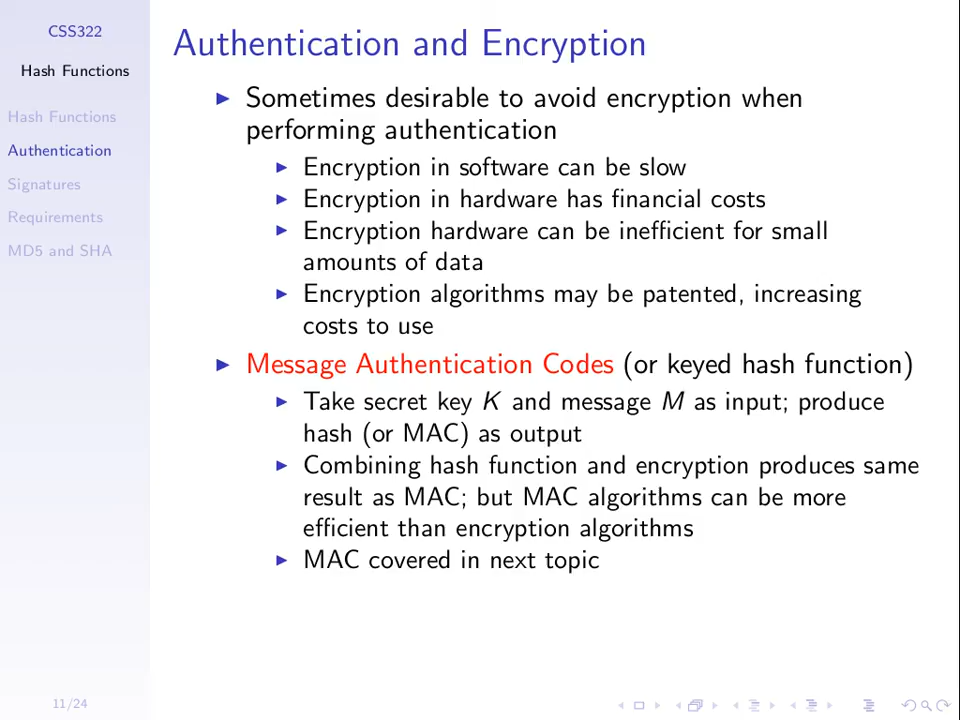 CSS322
Hash Functions
Hash Functions
Authentication
Signatures
Requirements
MD5 and SHA
11/24
Authentication and Encryption
Sometimes desirable to avoid encryption when
performing authentication
Encryption in software can be slow
Encryption in hardware has financial costs
Encryption hardware can be inefficient for small
amounts of data
Encryption algorithms may be patented, increasing
costs to use
Message Authentication Codes (or keyed hash function)
Take secret key K and message M as input; produce
hash (or MAC) as output
Combining hash function and encryption produces same
result as MAC; but MAC algorithms can be more
efficient than encryption algorithms
MAC covered in next topic